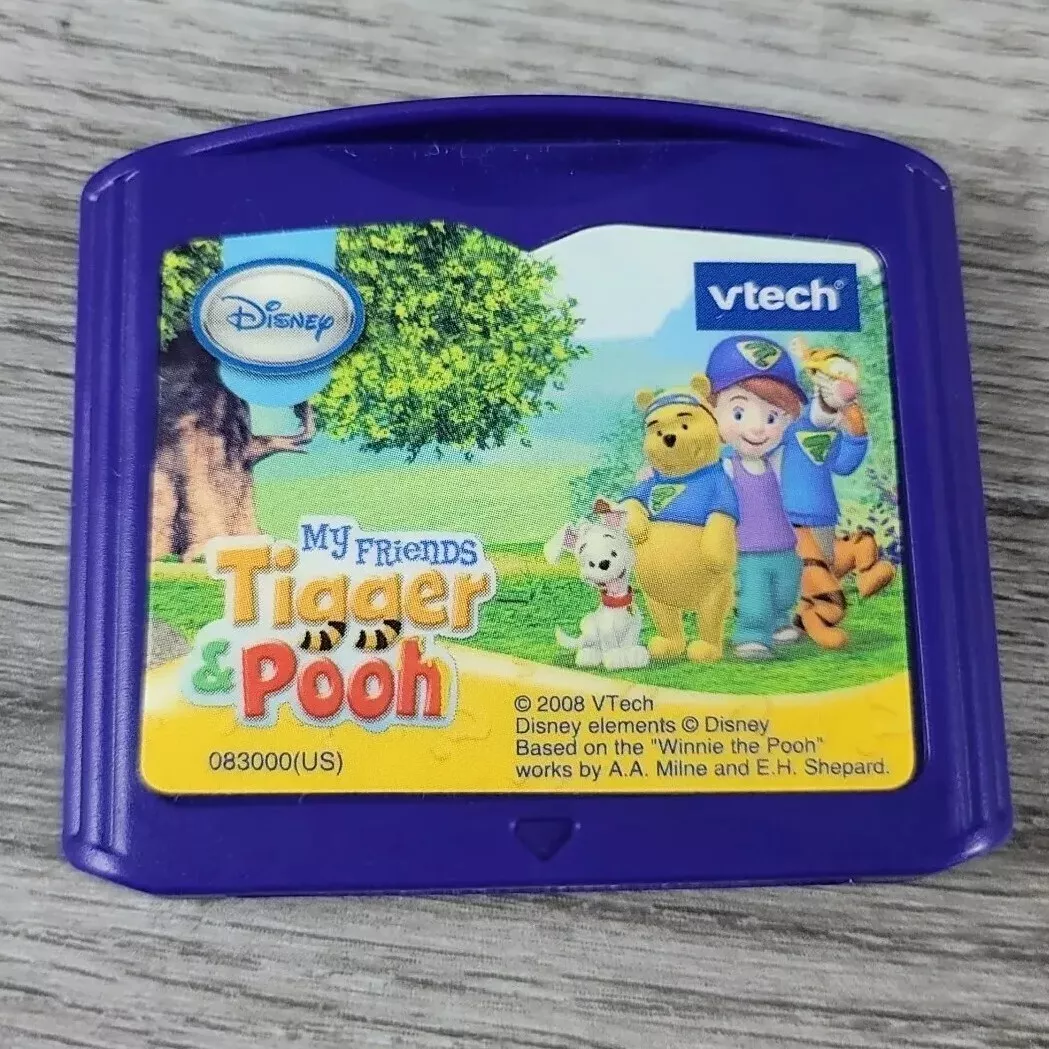 Disney
vtech®
My FRiENDS
Tigger
& Pooh
083000(US)
© 2008 VTech
Disney elements © Disney
Based on the "Winnie the Pooh"
works by A.A. Milne and E.H. Shepard.